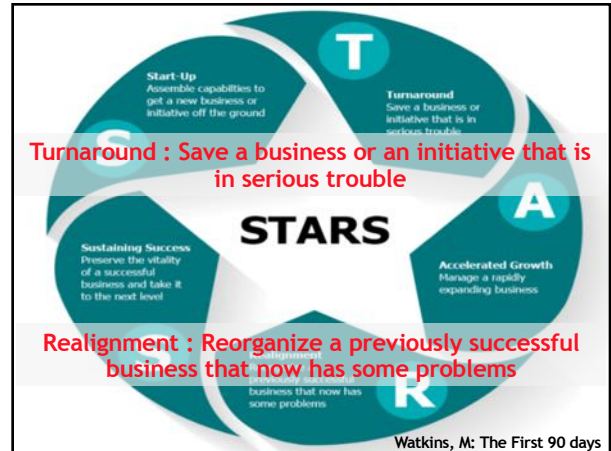 T
Start-Up
Assemble capabilities to
get a new business or
initiative off the ground
Turnaround
Save a business or
initiative that is in
serious trouble
S
Turnaround : Save a business or an initiative that is
in serious trouble
A
STARS
Sustaining Success
Preserve the vitality
of a successful
business and take it
to the next level
Accelerated Growth
Manage a rapidly
expanding business
Realignment : Reorganize a previously successful
business that now has some problems
Realignment
previously successful
business that now has
some problems
S
R
Watkins, M: The First 90 days